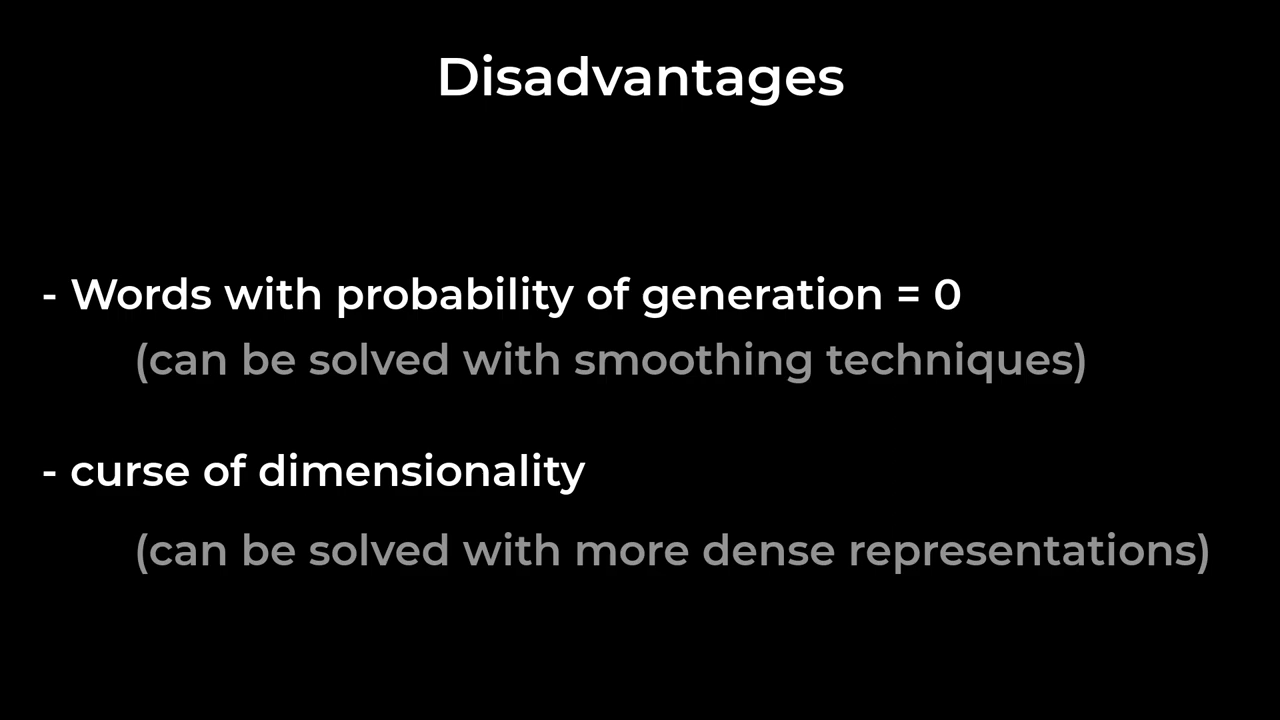 Disadvantages
- Words with probability of generation = 0
(can be solved with smoothing techniques)
- curse of dimensionality
(can be solved with more dense representations)